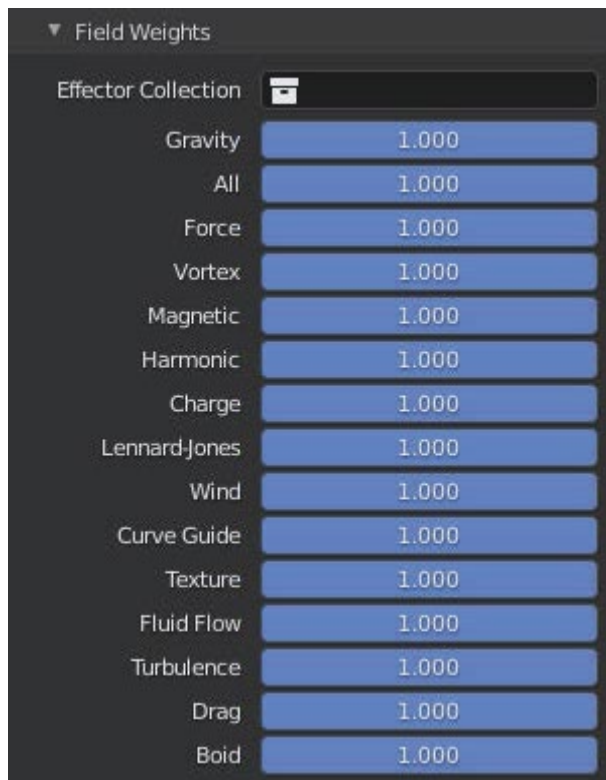 Field Weights
Effector Collection
Gravity 1.000
All 1.000
Force 1.000
Vortex 1.000
Magnetic 1.000
Harmonic 1.000
Charge 1.000
Lennard-Jones 1.000
Wind 1.000
Curve Guide 1.000
Texture 1.000
Fluid Flow 1.000
Turbulence 1.000
Drag 1.000
Boid 1.000